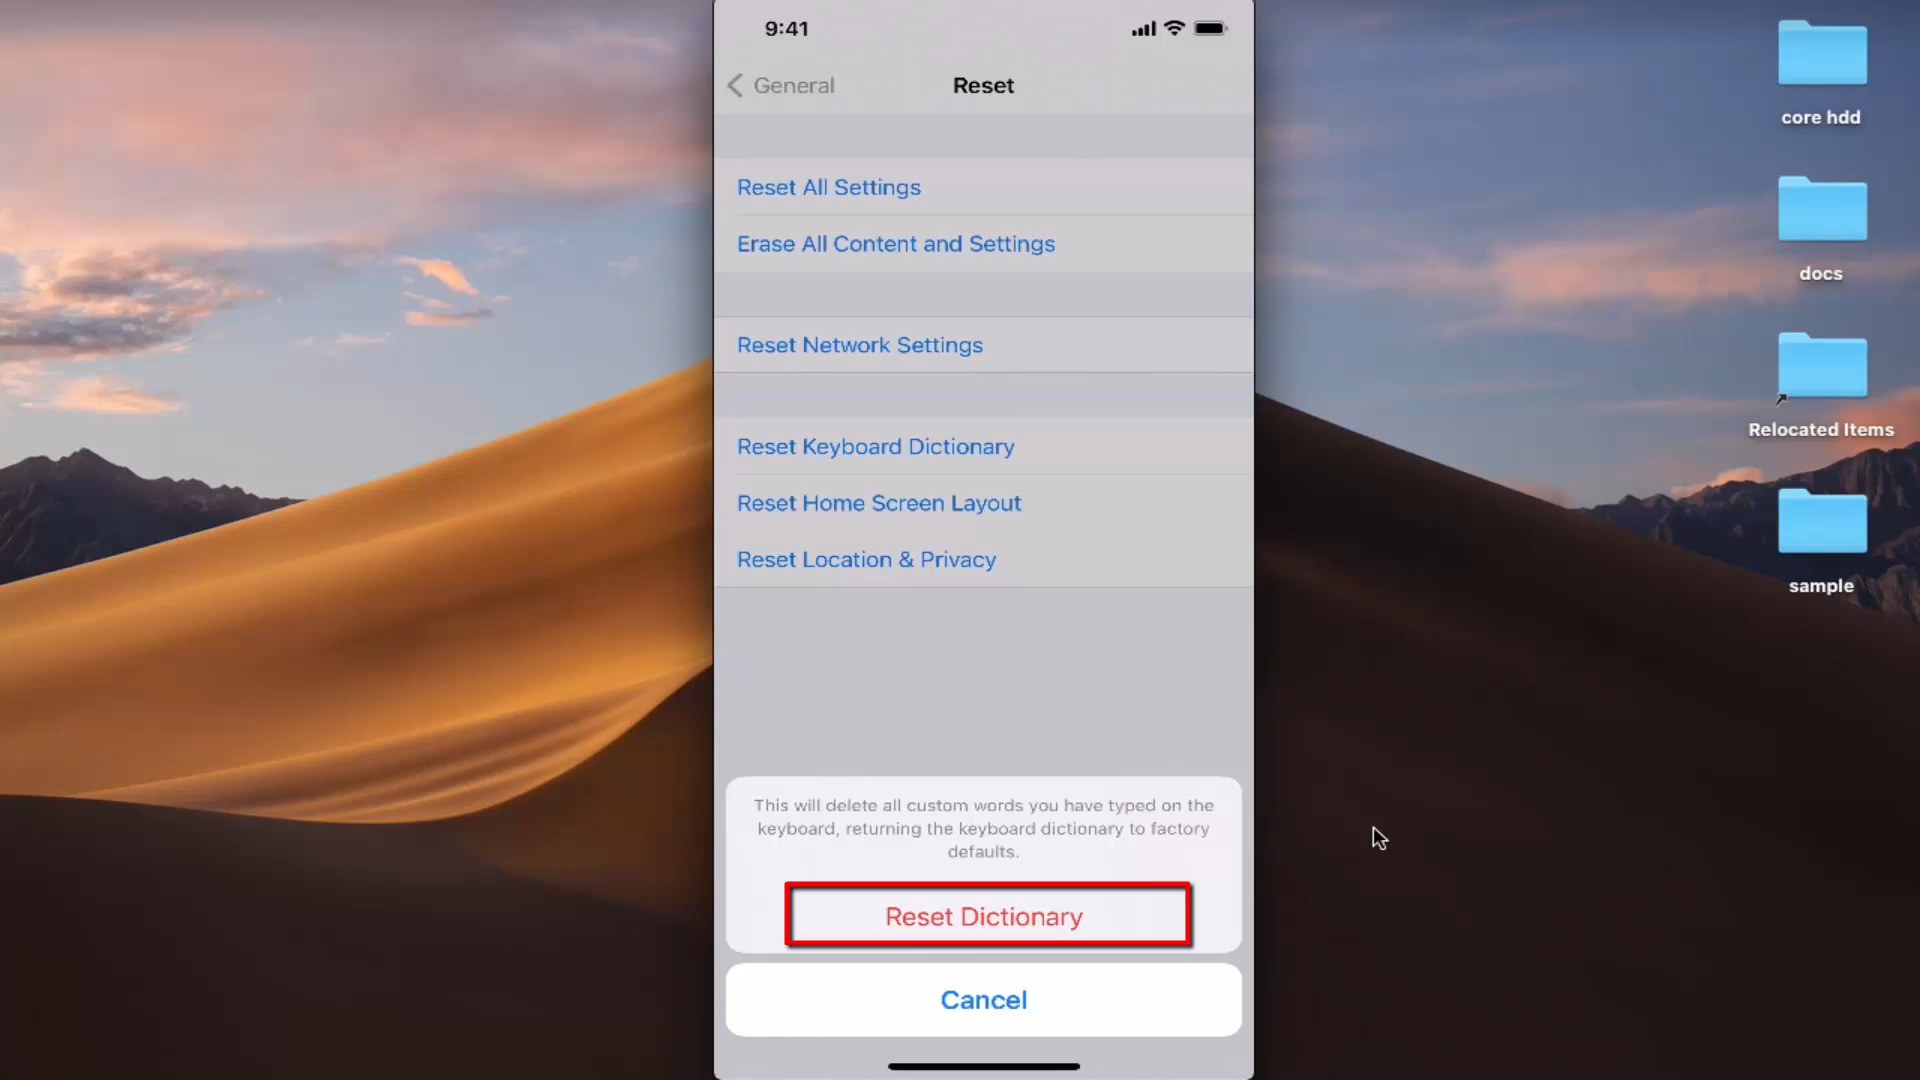 9:41
General
Reset
Reset All Settings
Erase All Content and Settings
Reset Network Settings
Reset Keyboard Dictionary
Reset Home Screen Layout
Reset Location & Privacy
This will delete all custom words you have typed on the
keyboard, returning the keyboard dictionary to factory
defaults.
Reset Dictionary
Cancel
core hdd
docs
Relocated Items
sample